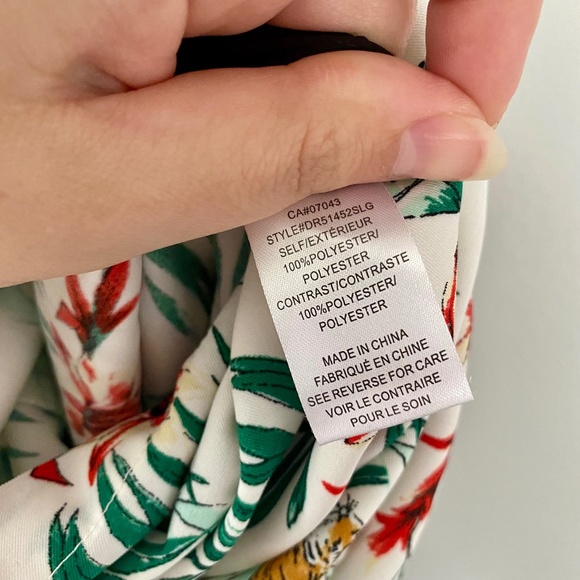 CA#07043
STYLE#DR51452SLG
SELF/EXTÉRIEUR
100%POLYESTER/
POLYESTER
CONTRAST/CONTRASTE
100%POLYESTER/
POLYESTER
MADE IN CHINA
FABRIQUÉ EN CHINE
SEE REVERSE FOR CARE
VOIR LE CONTRAIRE
POUR LE SOIN